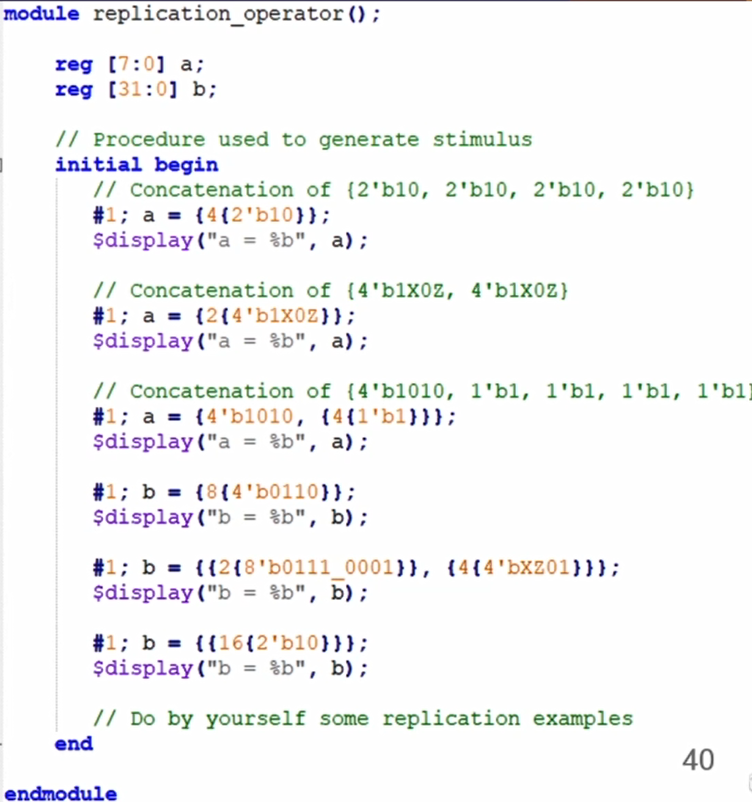 module replication_operator();
reg [7:0] a;
reg [31:0] b;
// Procedure used to generate stimulus
initial begin
// Concatenation of {2'b10, 2'b10, 2'b10, 2'b10}
#1; a = {4{2'b10}};
$display("a = %b", a);
// Concatenation of {4'b1X0Z, 4'b1X0Z}
#1; a = {2{4'b1X0Z}};
$display("a = %b", a);
// Concatenation of {4'b1010, 1'b1, 1'b1, 1'b1, 1'b1}
#1; a = {4'b1010, {4{1'b1}}};
$display("a = %b", a);
#1; b = {8{4'b0110}};
$display("b = %b", b);
#1; b = {{2{8'b0111_0001}}, {4{4'bXZ01}}};
$display("b = %b", b);
#1; b = {{16{2'b10}}};
$display("b = %b", b);
// Do by yourself some replication examples
end
40
endmodule